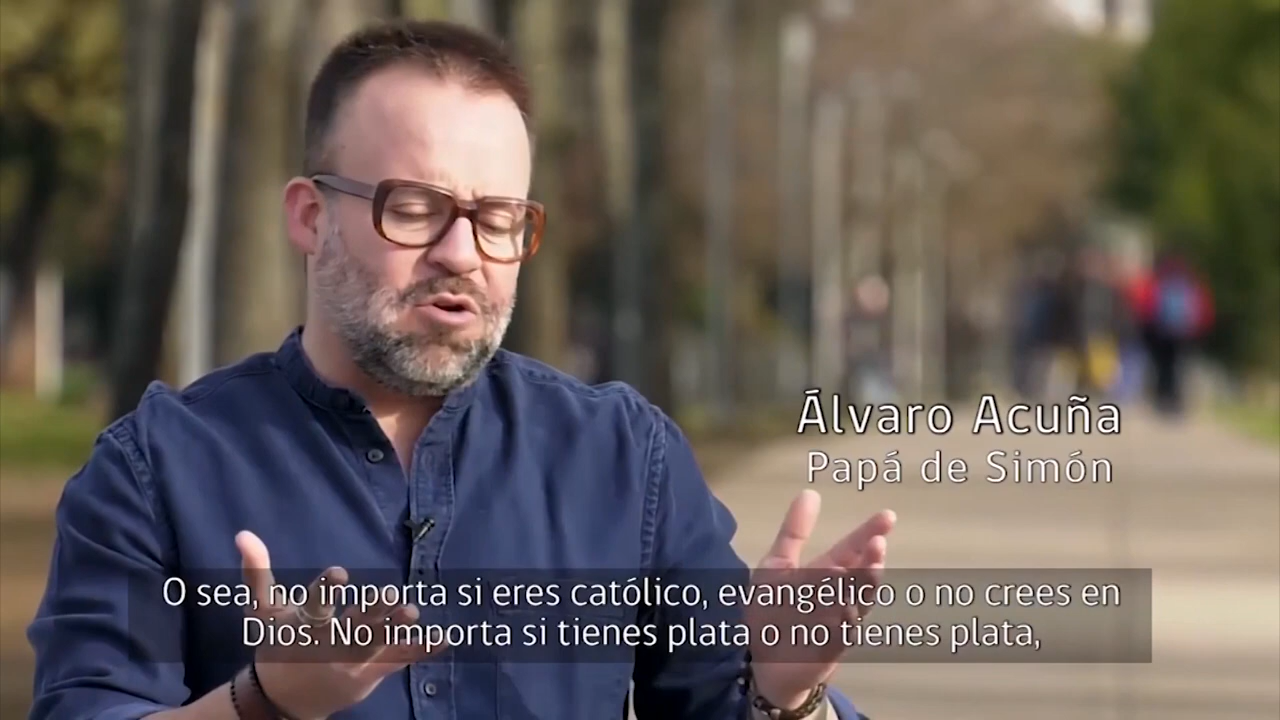 Álvaro Acuña
Papá de Simón
O sea, no importa si eres católico, evangélico o no crees en
Dios. No importa si tienes plata o no tienes plata,